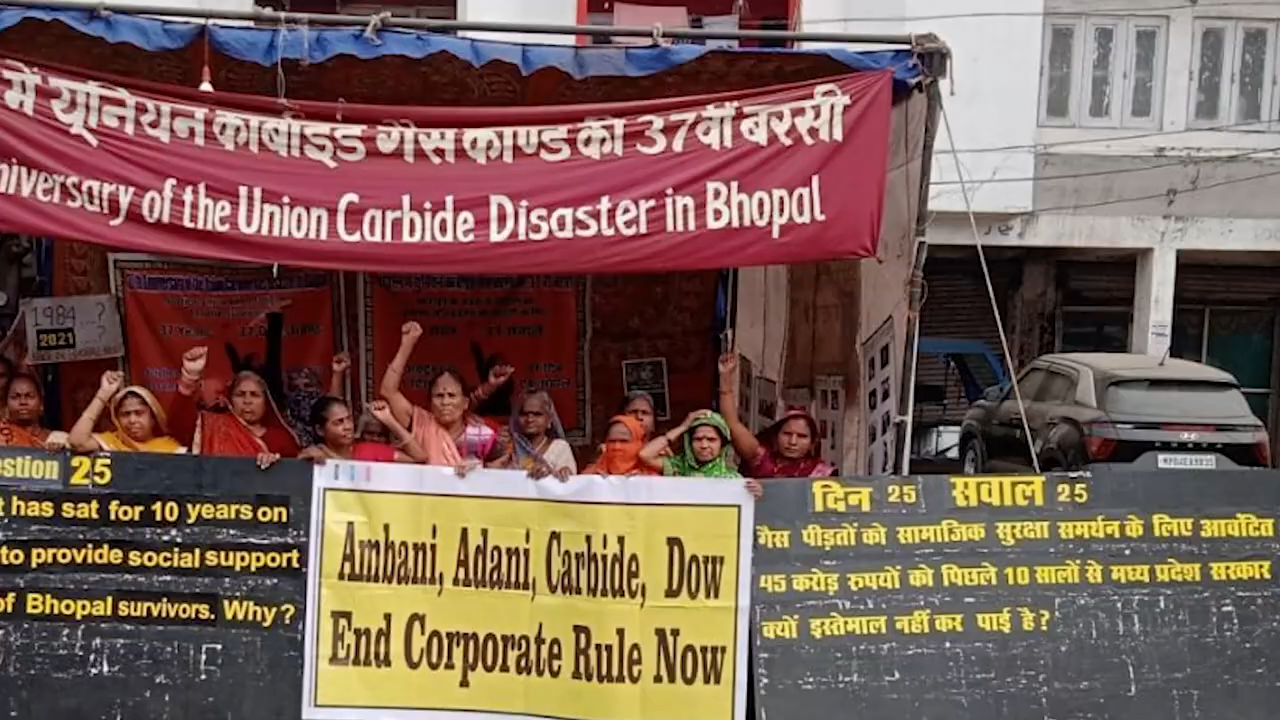 में यूनियन कार्बाइड गैस काण्ड की 37वीं बरसी
niversary of the Union Carbide Disaster in Bhopal
1984 ...?
2021 ...?
37 Years
estion 25
t has sat for 10 years on
to provide social support
of Bhopal survivors. Why?
Ambani, Adani, Carbide, Dow
End Corporate Rule Now
दिन 25 सवाल 25
गैस पीड़तों को सामाजिक सुरक्षा समर्थन के लिए आवंटित
45 करोड़ रुपयों को पिछले 10 सालों से मध्य प्रदेश सरकार
क्यों इस्तेमाल नहीं कर पाई है?